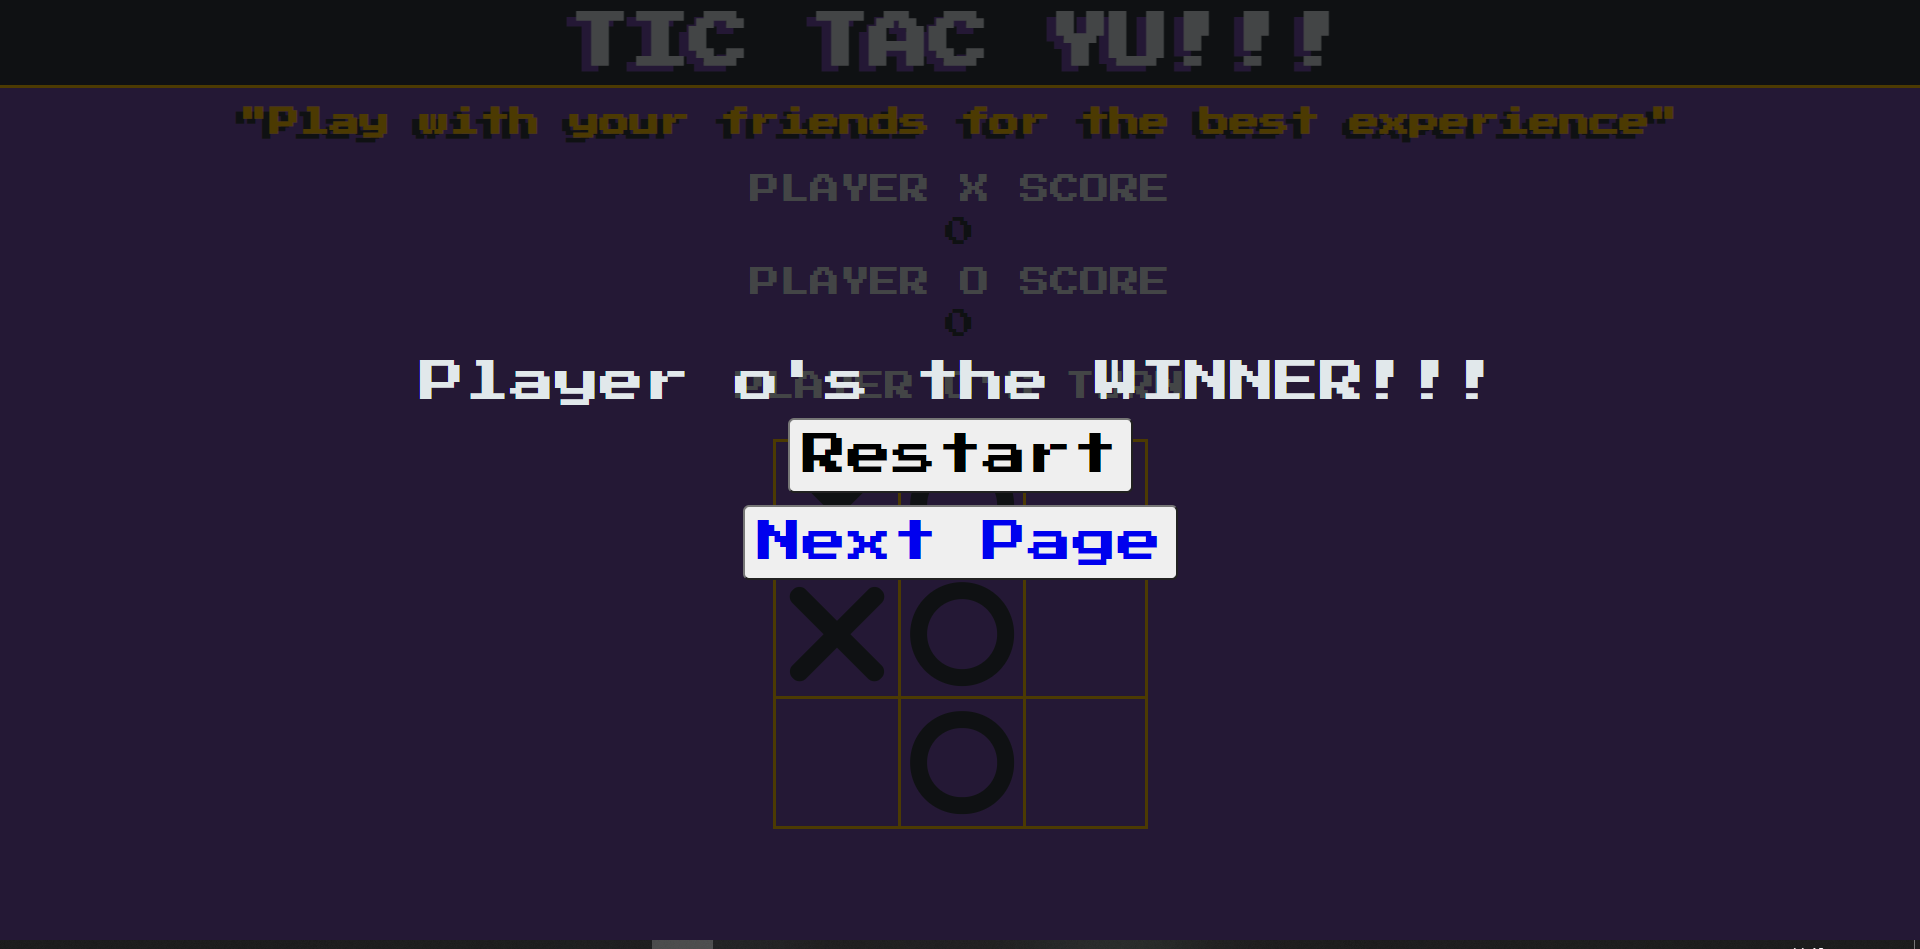 TIC TAC YU!!!
"Play with your friends for the best experience"
PLAYER X SCORE
0
PLAYER O SCORE
0
Player o's the WINNER!!!
Restart
Next Page